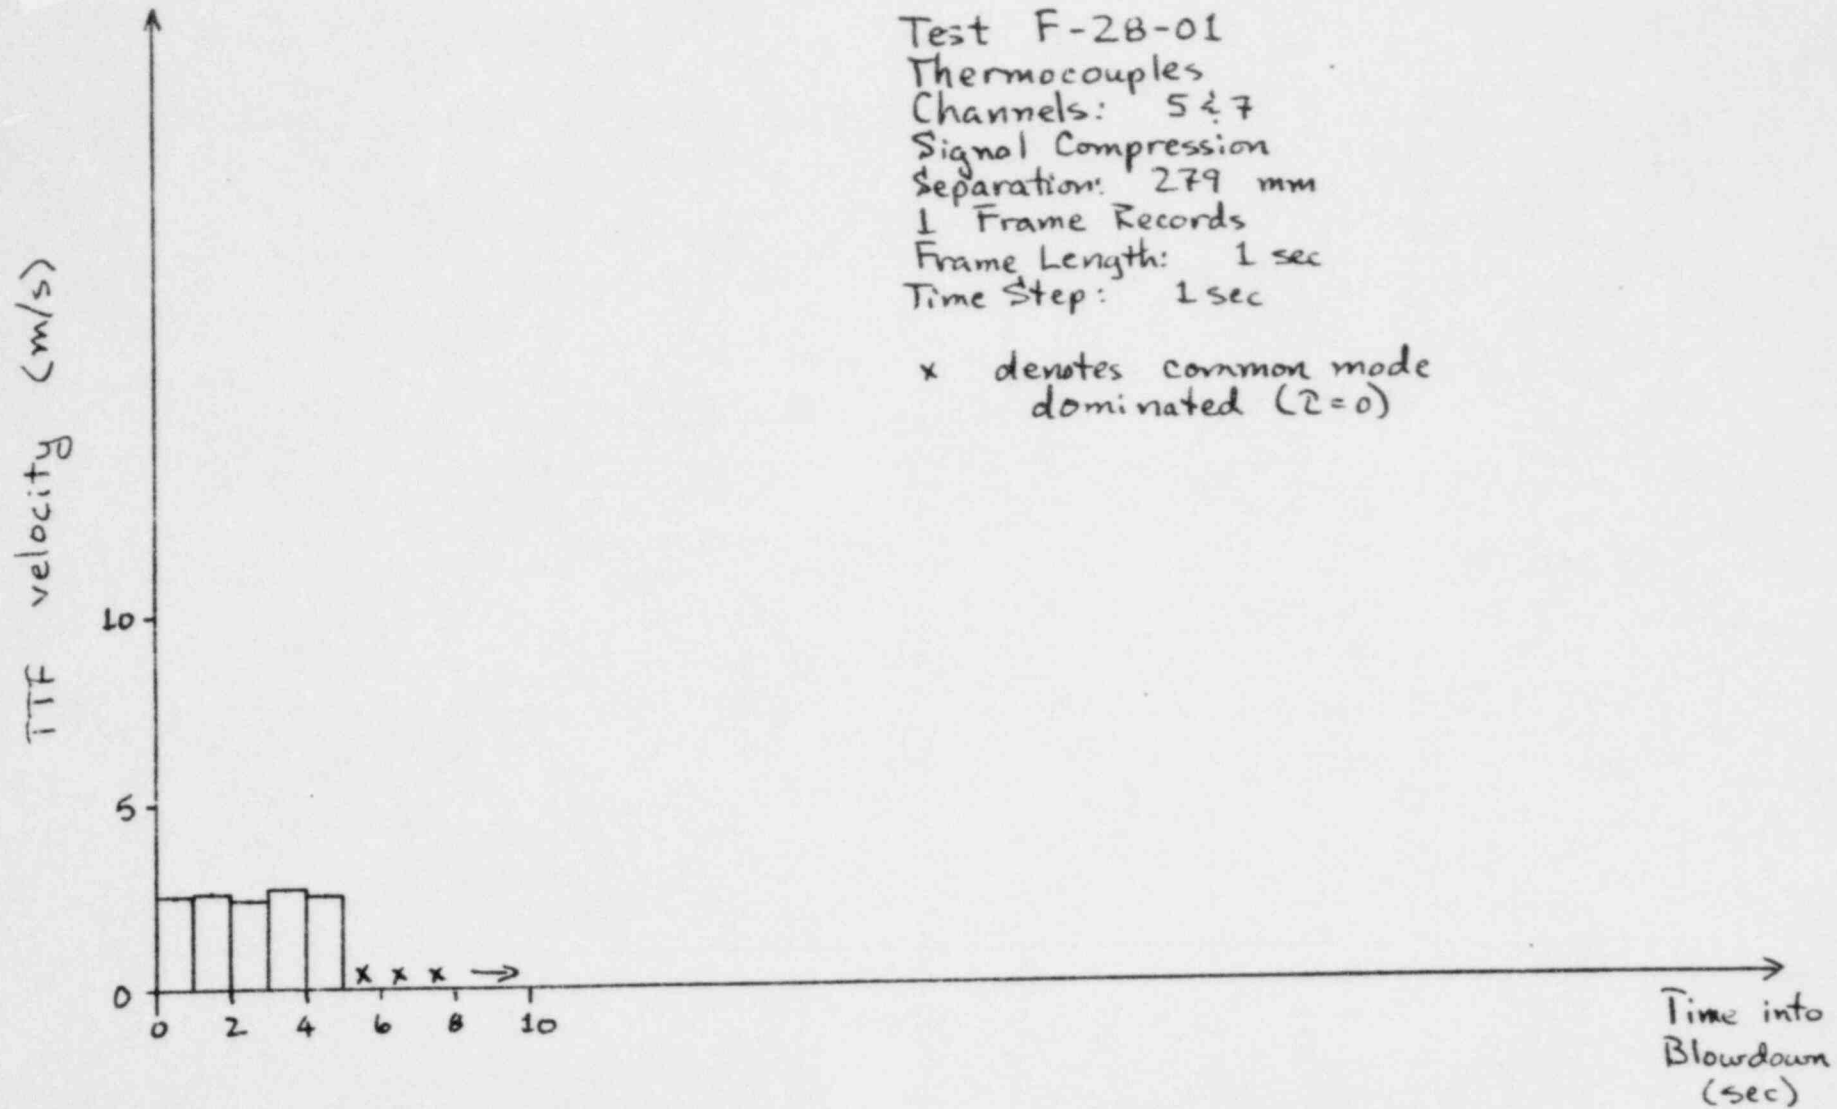 Test F-2B-01
Thermocouples
Channels: 5 & 7
Signal Compression
Separation: 279 mm
1 Frame Records
Frame Length: 1 sec
Time Step: 1 sec
x denotes common mode
dominated (τ=0)
TTF velocity (m/s)
10
5
0
x x x →
0 2 4 6 8 10
Time into
Blowdown
(sec)